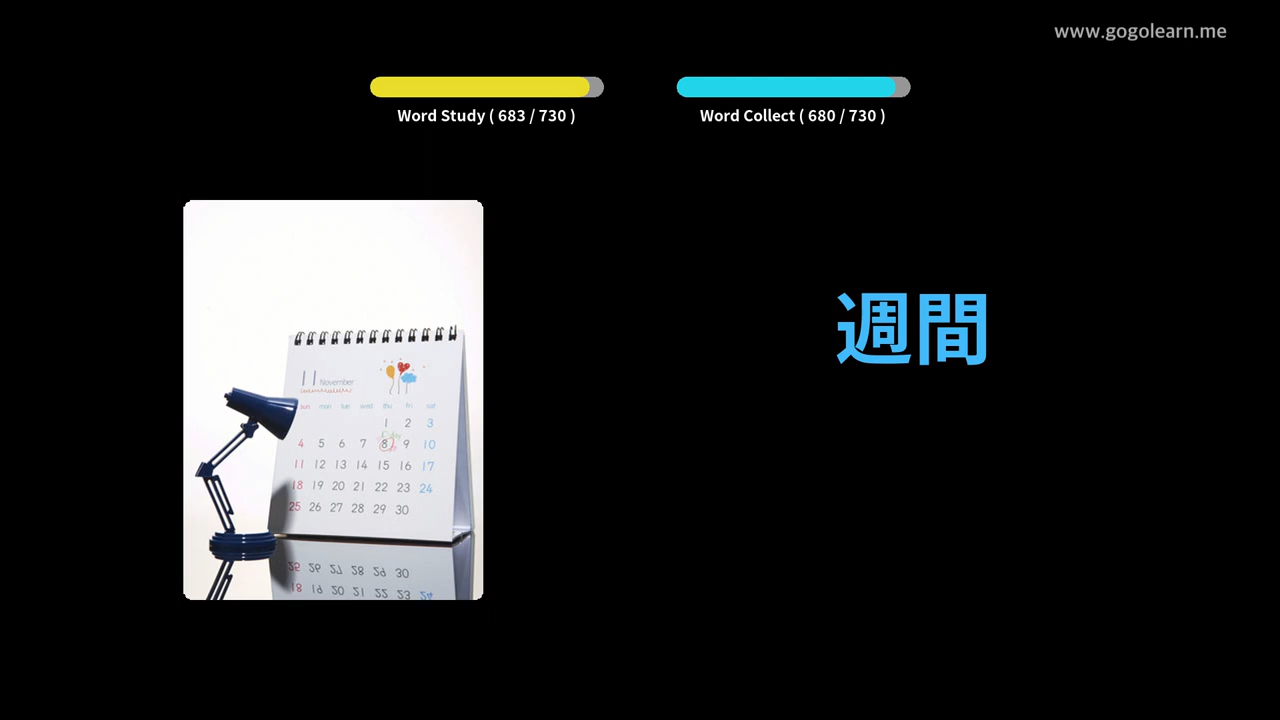 www.gogolearn.me
Word Study ( 683 / 730 )
Word Collect ( 680 / 730 )
週間
11 November
sun mon tue wed thu fri sat
1 2 3
4 5 6 7 8 9 10
11 12 13 14 15 16 17
18 19 20 21 22 23 24
25 26 27 28 29 30